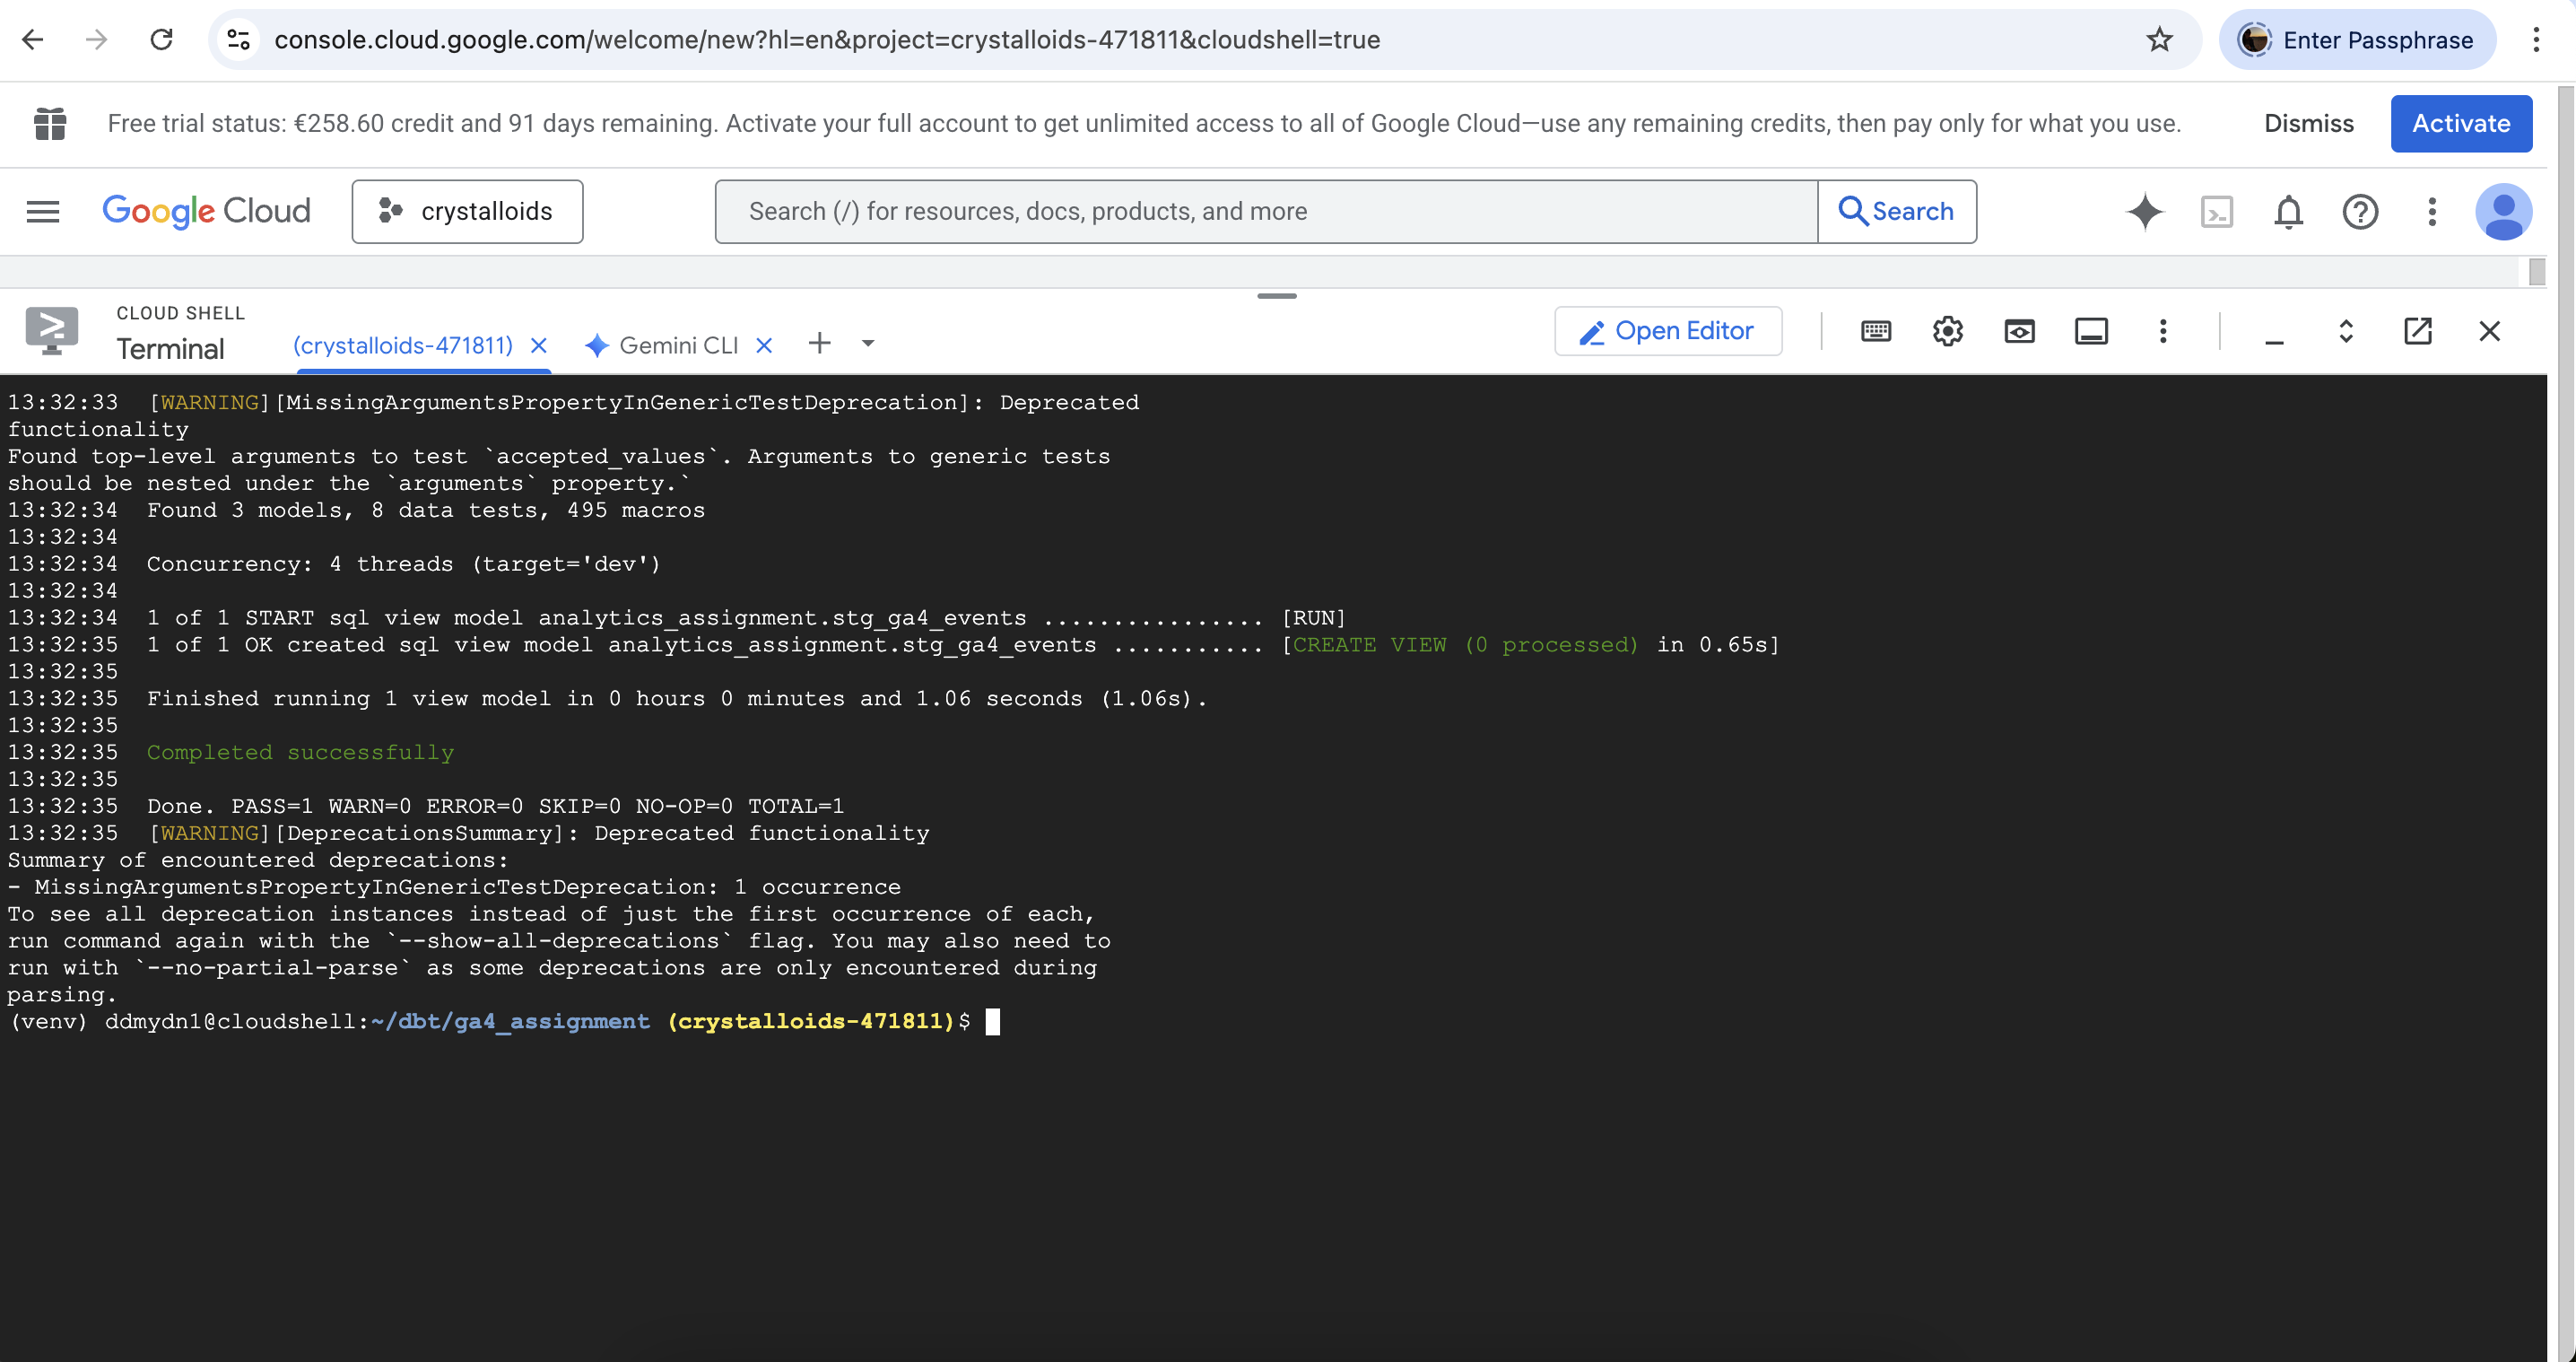 console.cloud.google.com/welcome/new?hl=en&project=crystalloids-471811&cloudshell=true
Enter Passphrase
Free trial status: €258.60 credit and 91 days remaining. Activate your full account to get unlimited access to all of Google Cloud—use any remaining credits, then pay only for what you use.
Dismiss
Activate
Google Cloud
crystalloids
Search (/) for resources, docs, products, and more
Search
CLOUD SHELL
Terminal
(crystalloids-471811)
Gemini CLI
Open Editor
13:32:33  [WARNING][MissingArgumentsPropertyInGenericTestDeprecation]: Deprecated
functionality
Found top-level arguments to test `accepted_values`. Arguments to generic tests
should be nested under the `arguments` property.`
13:32:34  Found 3 models, 8 data tests, 495 macros
13:32:34
13:32:34  Concurrency: 4 threads (target='dev')
13:32:34
13:32:34  1 of 1 START sql view model analytics_assignment.stg_ga4_events ................ [RUN]
13:32:35  1 of 1 OK created sql view model analytics_assignment.stg_ga4_events ........... [CREATE VIEW (0 processed) in 0.65s]
13:32:35
13:32:35  Finished running 1 view model in 0 hours 0 minutes and 1.06 seconds (1.06s).
13:32:35
13:32:35  Completed successfully
13:32:35
13:32:35  Done. PASS=1 WARN=0 ERROR=0 SKIP=0 NO-OP=0 TOTAL=1
13:32:35  [WARNING][DeprecationsSummary]: Deprecated functionality
Summary of encountered deprecations:
- MissingArgumentsPropertyInGenericTestDeprecation: 1 occurrence
To see all deprecation instances instead of just the first occurrence of each,
run command again with the `--show-all-deprecations` flag. You may also need to
run with `--no-partial-parse` as some deprecations are only encountered during
parsing.
(venv) ddmydn1@cloudshell:~/dbt/ga4_assignment (crystalloids-471811)$